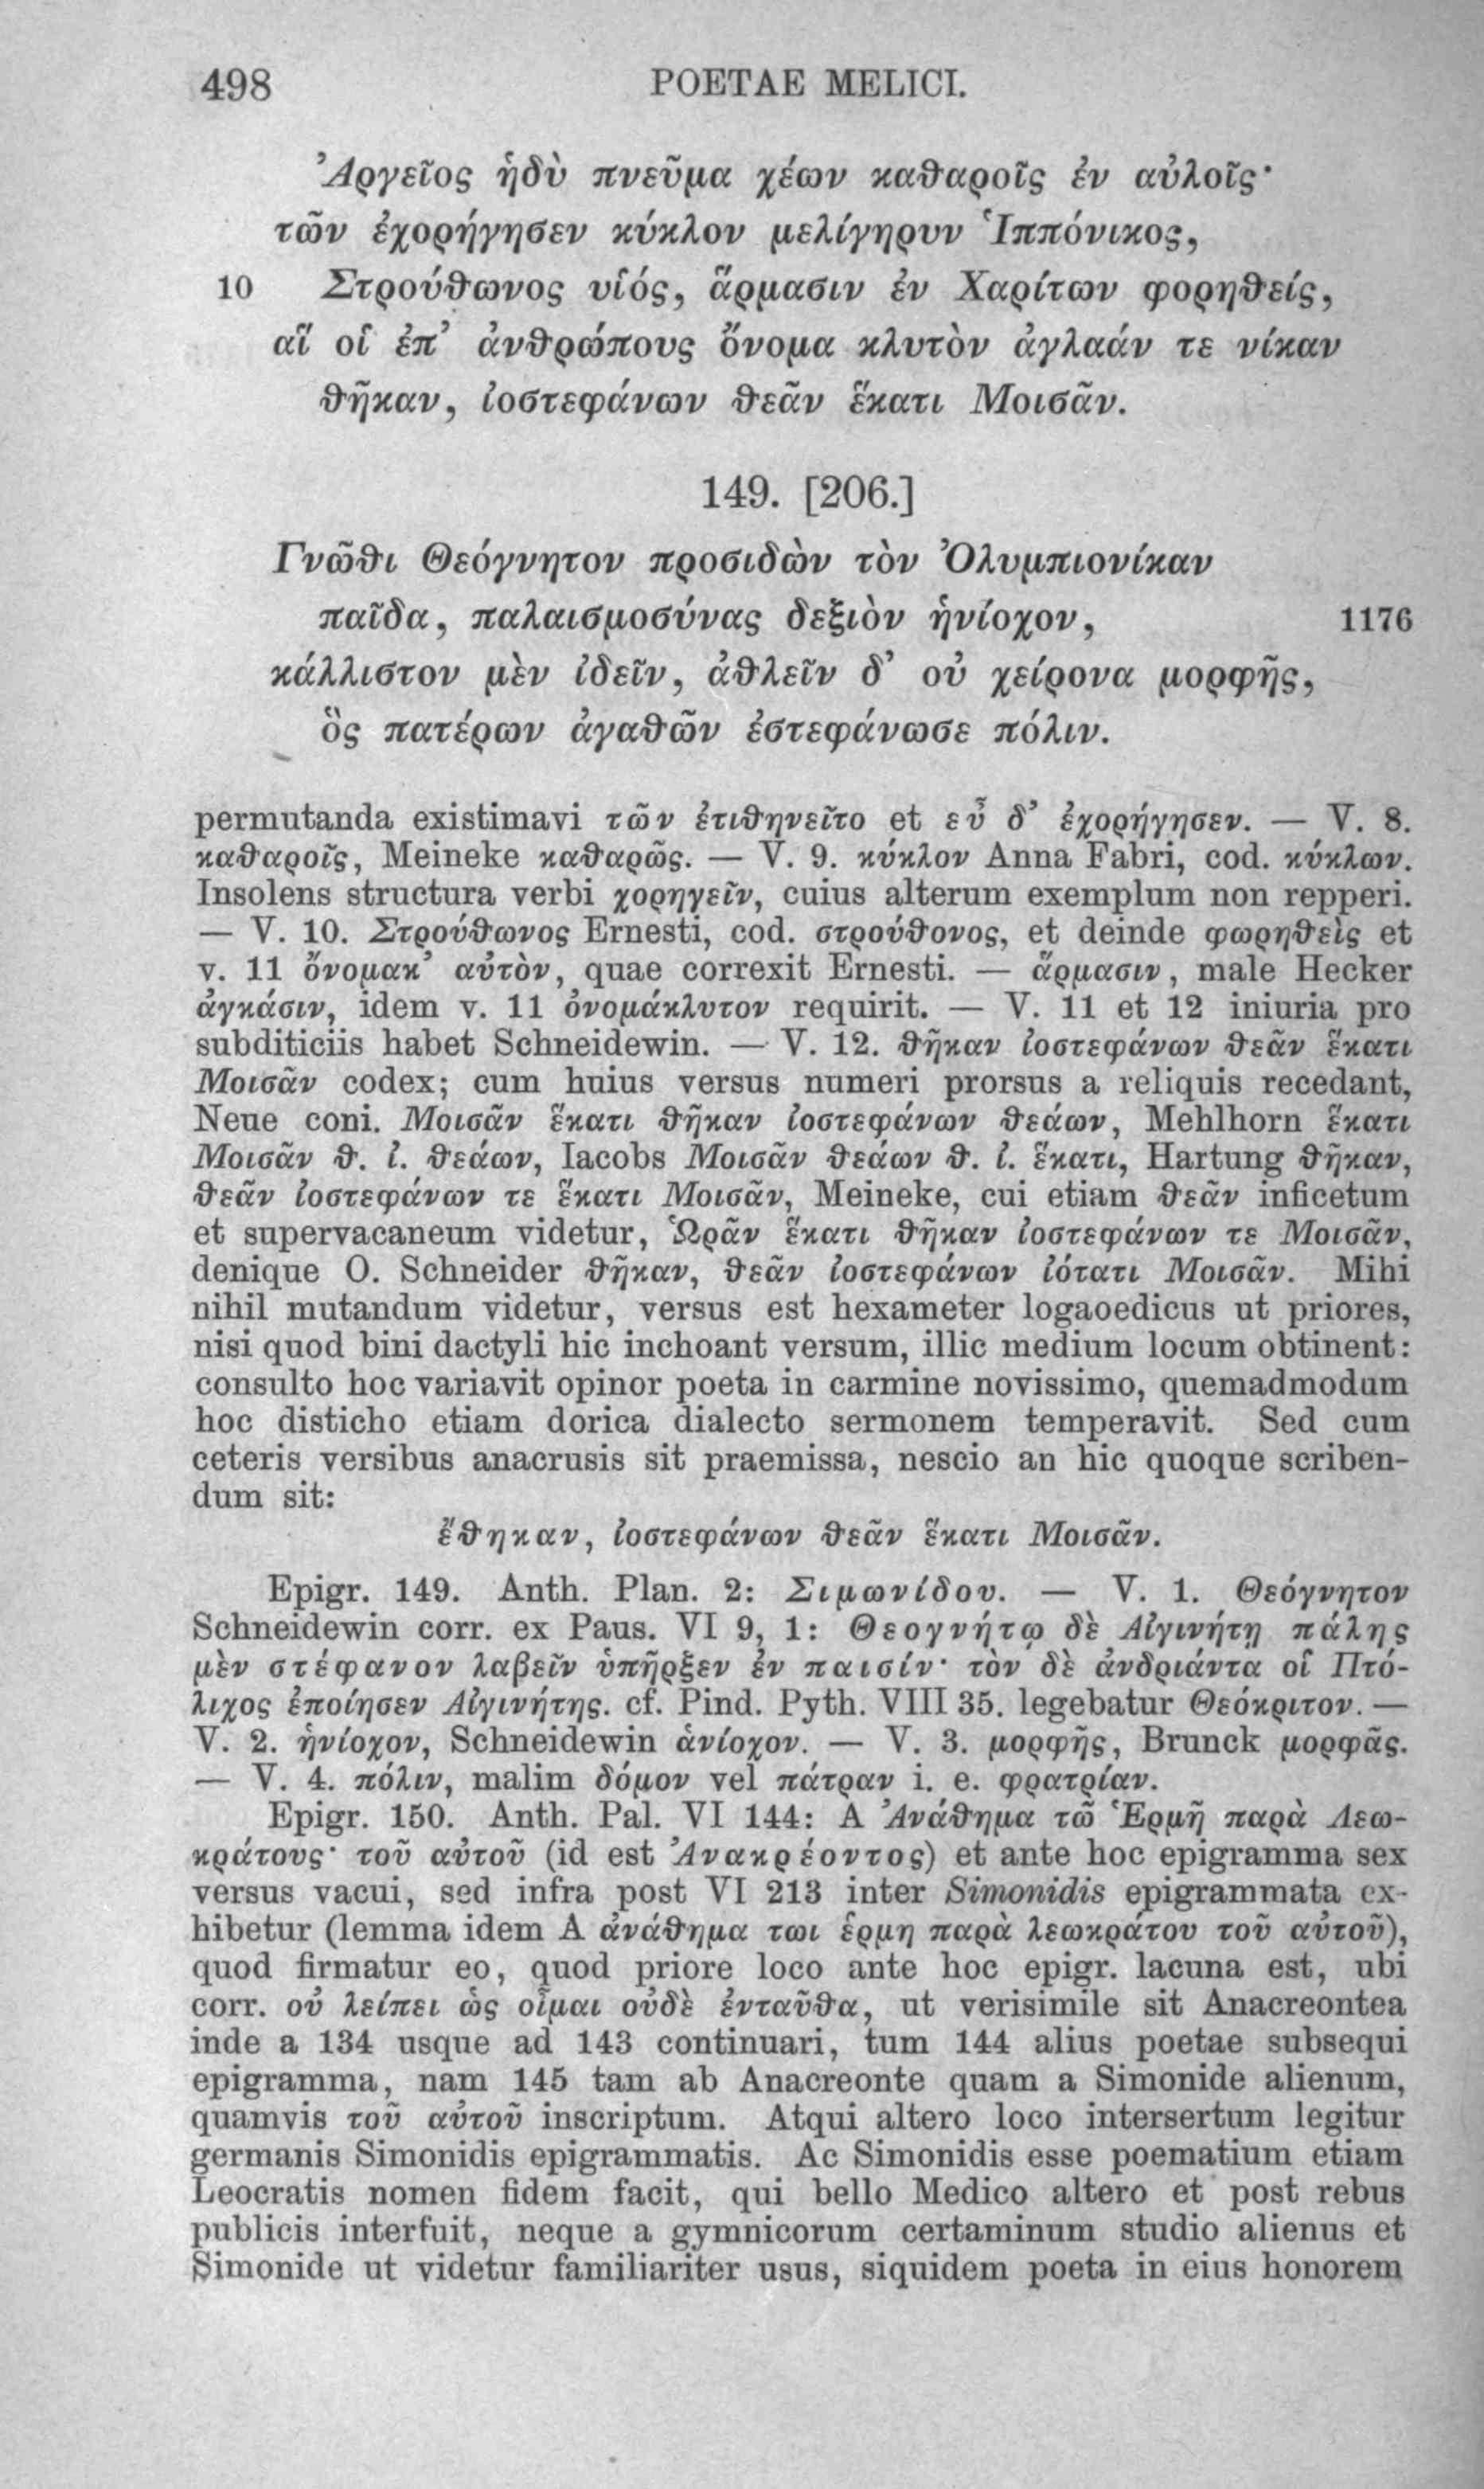 498 POETAE MELICI.
Ἀργεῖος ἡδὺ πνεῦμα χέων καθαροῖς ἐν αὐλοῖς·
τῶν ἐχορήγησεν κύκλον μελίγηρυν Ἱππόνικος,
10 Στρούθωνος υἱός, ἅρμασιν ἐν Χαρίτων φορηθείς,
αἵ οἱ ἐπ’ ἀνθρώπους ὄνομα κλυτὸν ἀγλαάν τε νίκαν
θῆκαν, ἰοστεφάνων θεᾶν ἕκατι Μοισᾶν.
149. [206.]
Γνῶθι Θεόγνητον προσιδὼν τὸν Ὀλυμπιονίκαν
παῖδα, παλαισμοσύνας δεξιὸν ἡνίοχον, 1176
κάλλιστον μὲν ἰδεῖν, ἀθλεῖν δ’ οὐ χείρονα μορφῆς,
ὃς πατέρων ἀγαθῶν ἐστεφάνωσε πόλιν.
permutanda existimavi τῶν ἐτιθηνεῖτο et εὖ δ’ ἐχορήγησεν. — V. 8.
καθαροῖς, Meineke καθαρῶς. — V. 9. κύκλον Anna Fabri, cod. κύκλων.
Insolens structura verbi χορηγεῖν, cuius alterum exemplum non repperi.
— V. 10. Στρούθωνος Ernesti, cod. στρούθονος, et deinde φωρηθεὶς et
v. 11 ὄνομακ’ αὐτὸν, quae correxit Ernesti. — ἅρμασιν, male Hecker
ἀγκάσιν, idem v. 11 ὀνομάκλυτον requirit. — V. 11 et 12 iniuria pro
subditiciis habet Schneidewin. — V. 12. θῆκαν ἰοστεφάνων θεᾶν ἕκατι
Μοισᾶν codex; cum huius versus numeri prorsus a reliquis recedant,
Neue coni. Μοισᾶν ἕκατι θῆκαν ἰοστεφάνων θεάων, Mehlhorn ἕκατι
Μοισᾶν θ. ἰ. θεάων, Iacobs Μοισᾶν θεάων θ. ἰ. ἕκατι, Hartung θῆκαν,
θεᾶν ἰοστεφάνων τε ἕκατι Μοισᾶν, Meineke, cui etiam θεᾶν inficetum
et supervacaneum videtur, Ὡρᾶν ἕκατι θῆκαν ἰοστεφάνων τε Μοισᾶν,
denique O. Schneider θῆκαν, θεᾶν ἰοστεφάνων ἰότατι Μοισᾶν. Mihi
nihil mutandum videtur, versus est hexameter logaoedicus ut priores,
nisi quod bini dactyli hic inchoant versum, illic medium locum obtinent:
consulto hoc variavit opinor poeta in carmine novissimo, quemadmodum
hoc disticho etiam dorica dialecto sermonem temperavit. Sed cum
ceteris versibus anacrusis sit praemissa, nescio an hic quoque scriben-
dum sit:
ἔθηκαν, ἰοστεφάνων θεᾶν ἕκατι Μοισᾶν.
Epigr. 149. Anth. Plan. 2: Σιμωνίδου. — V. 1. Θεόγνητον
Schneidewin corr. ex Paus. VI 9, 1: Θεογνήτῳ δὲ Αἰγινήτῃ πάλης
μὲν στέφανον λαβεῖν ὑπῆρξεν ἐν παισίν· τὸν δὲ ἀνδριάντα οἱ Πτό-
λιχος ἐποίησεν Αἰγινήτης. cf. Pind. Pyth. VIII 35. legebatur Θεόκριτον. —
V. 2. ἡνίοχον, Schneidewin ἁνίοχον. — V. 3. μορφῆς, Brunck μορφᾶς.
— V. 4. πόλιν, malim δόμον vel πάτραν i. e. φρατρίαν.
Epigr. 150. Anth. Pal. VI 144: A Ἀνάθημα τῶ Ἑρμῆ παρὰ Λεω-
κράτους· τοῦ αὐτοῦ (id est Ἀνακρέοντος) et ante hoc epigramma sex
versus vacui, sed infra post VI 213 inter Simonidis epigrammata ex-
hibetur (lemma idem A ἀνάθημα τωι ἑρμη παρὰ λεωκράτου τοῦ αὐτοῦ),
quod firmatur eo, quod priore loco ante hoc epigr. lacuna est, ubi
corr. οὐ λείπει ὡς οἶμαι οὐδὲ ἐνταῦθα, ut verisimile sit Anacreontea
inde a 134 usque ad 143 continuari, tum 144 alius poetae subsequi
epigramma, nam 145 tam ab Anacreonte quam a Simonide alienum,
quamvis τοῦ αὐτοῦ inscriptum. Atqui altero loco intersertum legitur
germanis Simonidis epigrammatis. Ac Simonidis esse poematium etiam
Leocratis nomen fidem facit, qui bello Medico altero et post rebus
publicis interfuit, neque a gymnicorum certaminum studio alienus et
Simonide ut videtur familiariter usus, siquidem poeta in eius honorem